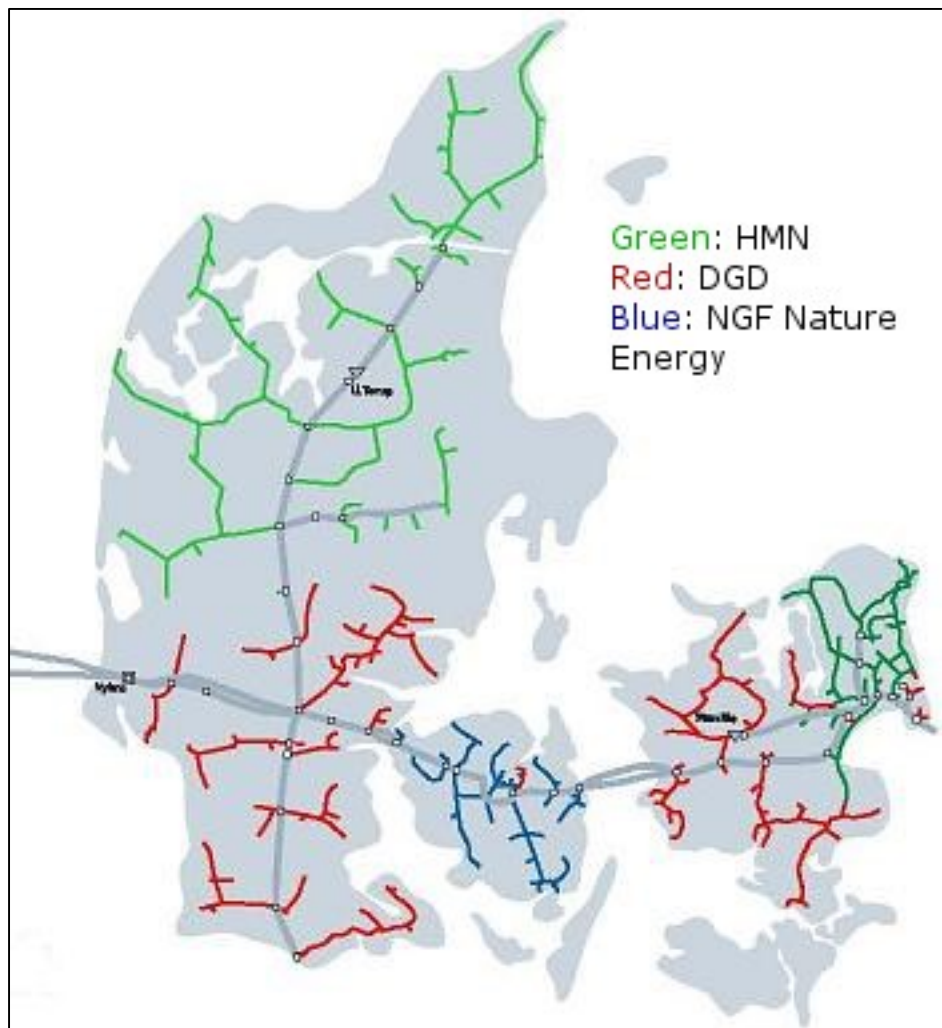 Green: HMN
Red: DGD
Blue: NGF Nature
Energy
Ll. Torup
Nybro
Stenlille